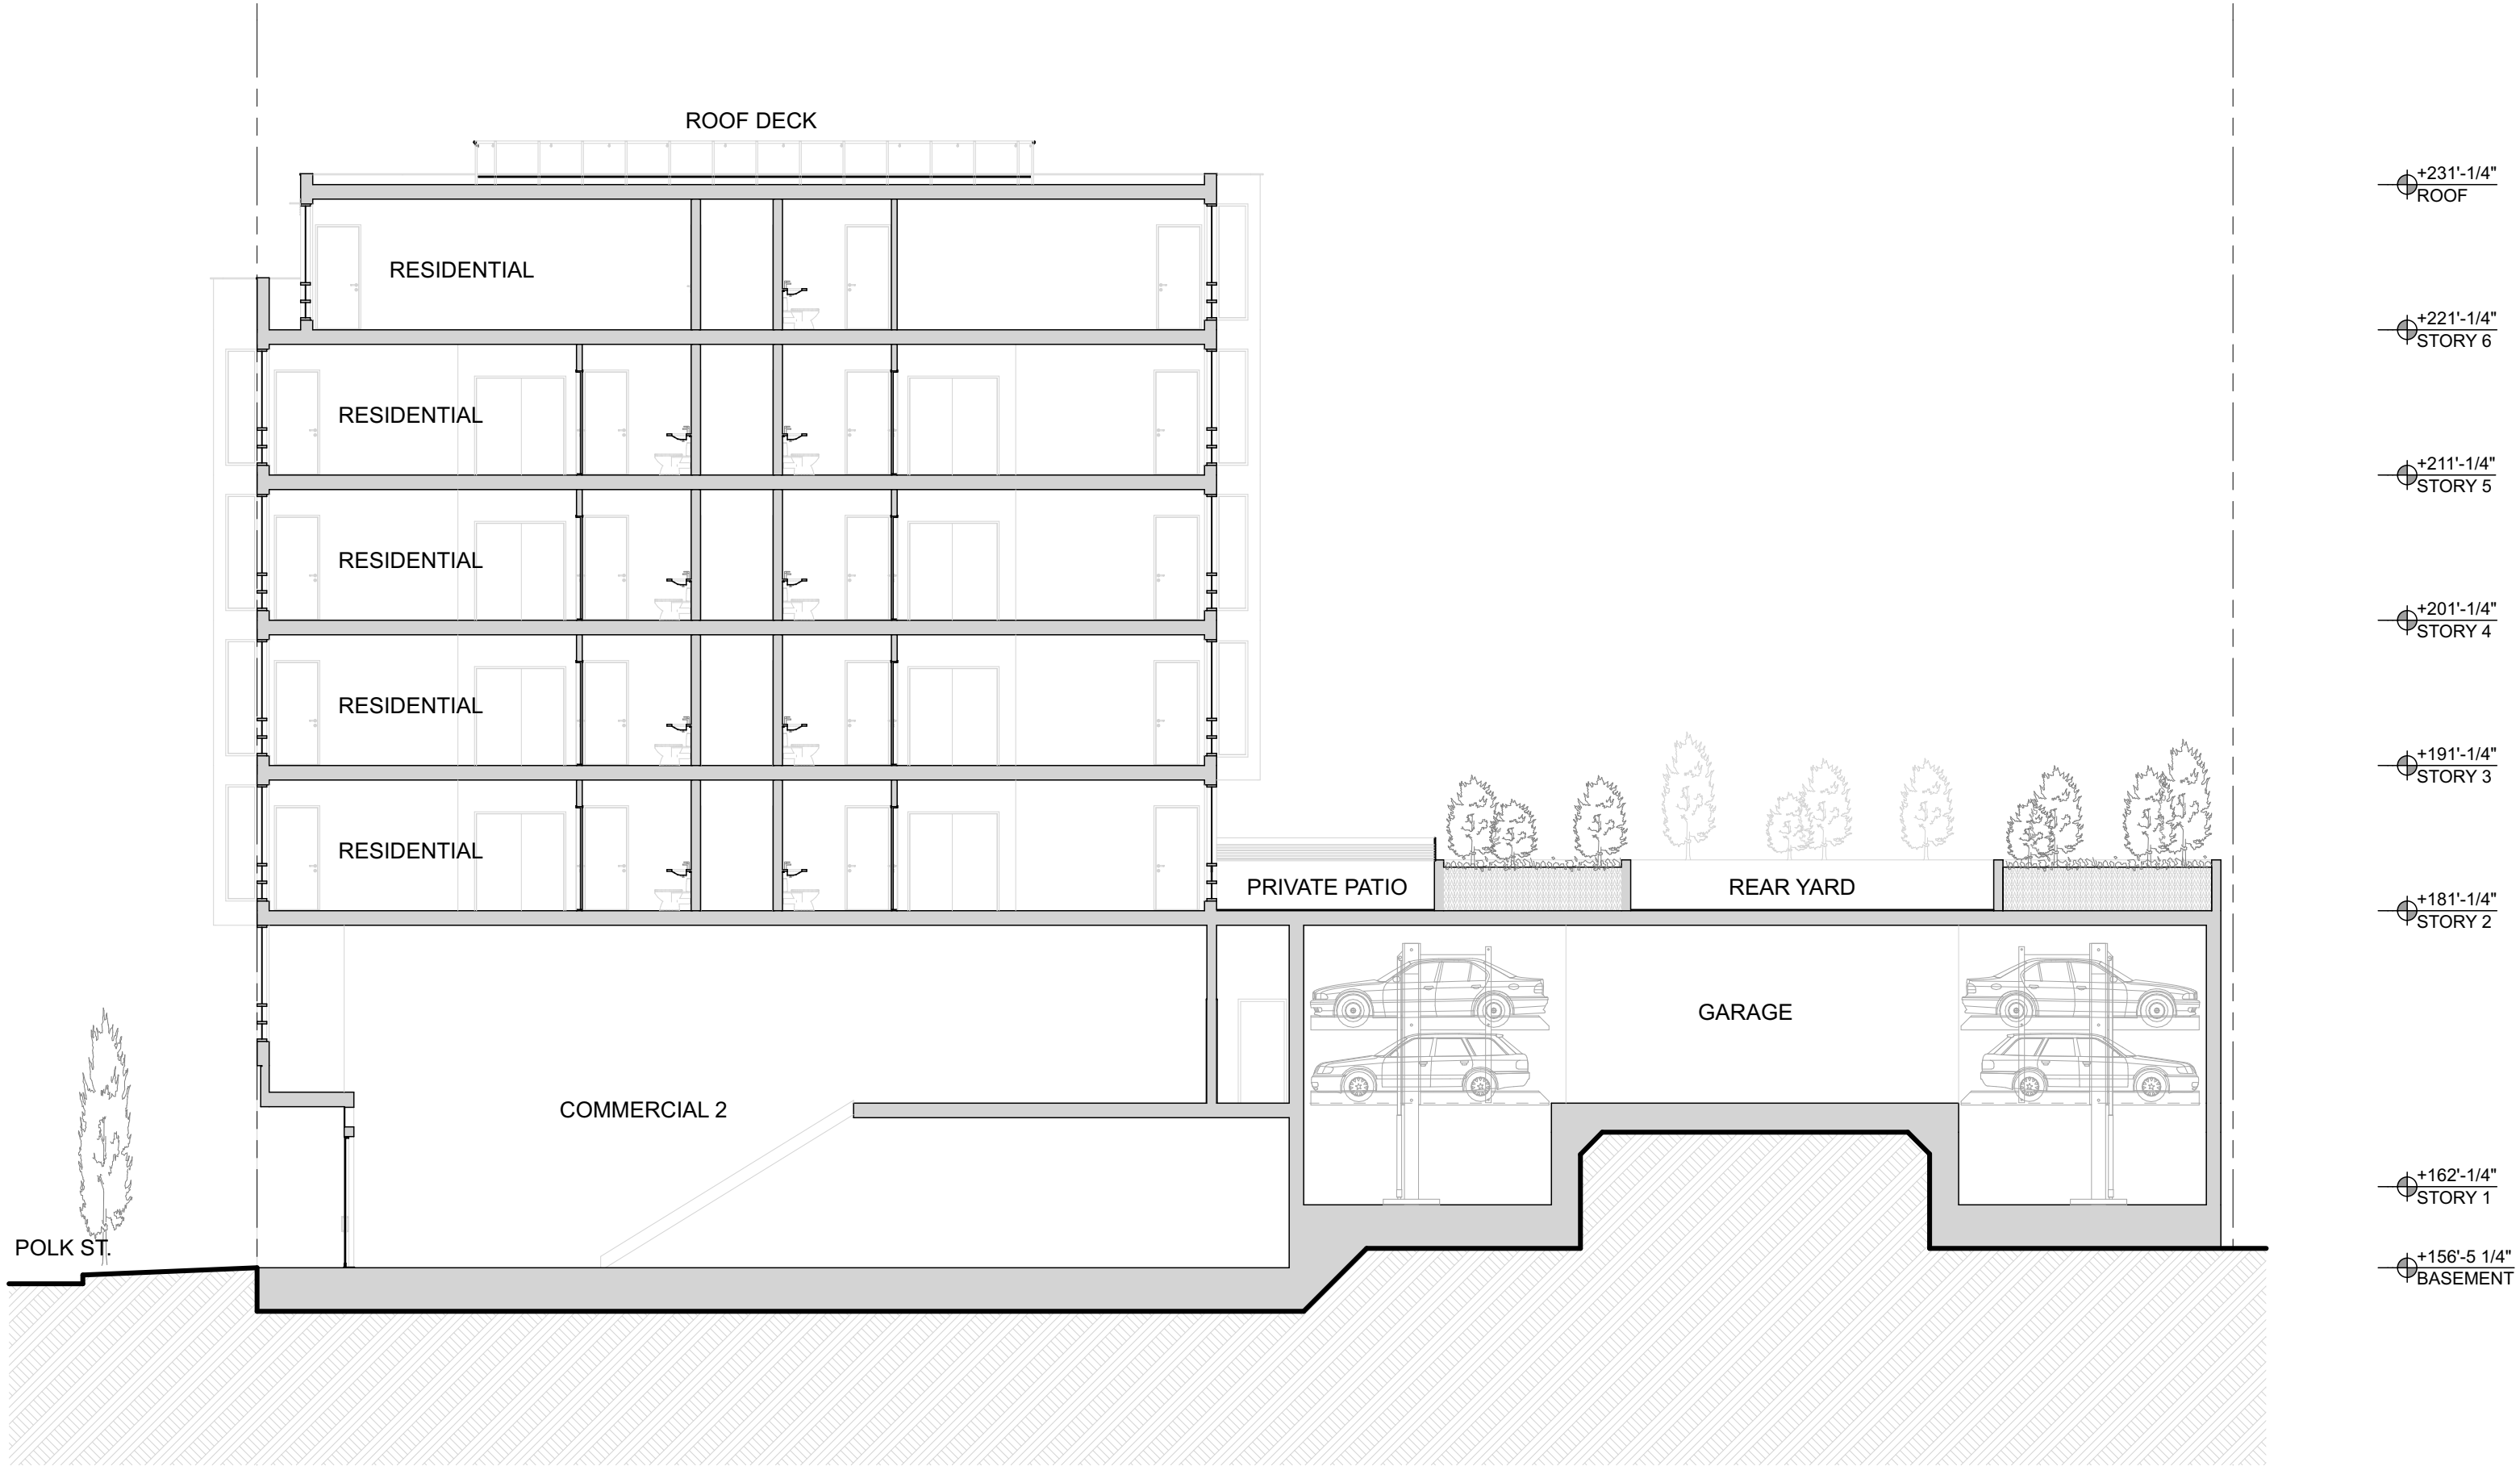 ROOF DECK
+231'-1/4"
ROOF
RESIDENTIAL
+221'-1/4"
STORY 6
RESIDENTIAL
+211'-1/4"
STORY 5
RESIDENTIAL
+201'-1/4"
STORY 4
RESIDENTIAL
+191'-1/4"
STORY 3
RESIDENTIAL
PRIVATE PATIO
REAR YARD
+181'-1/4"
STORY 2
GARAGE
COMMERCIAL 2
+162'-1/4"
STORY 1
POLK ST.
+156'-5 1/4"
BASEMENT